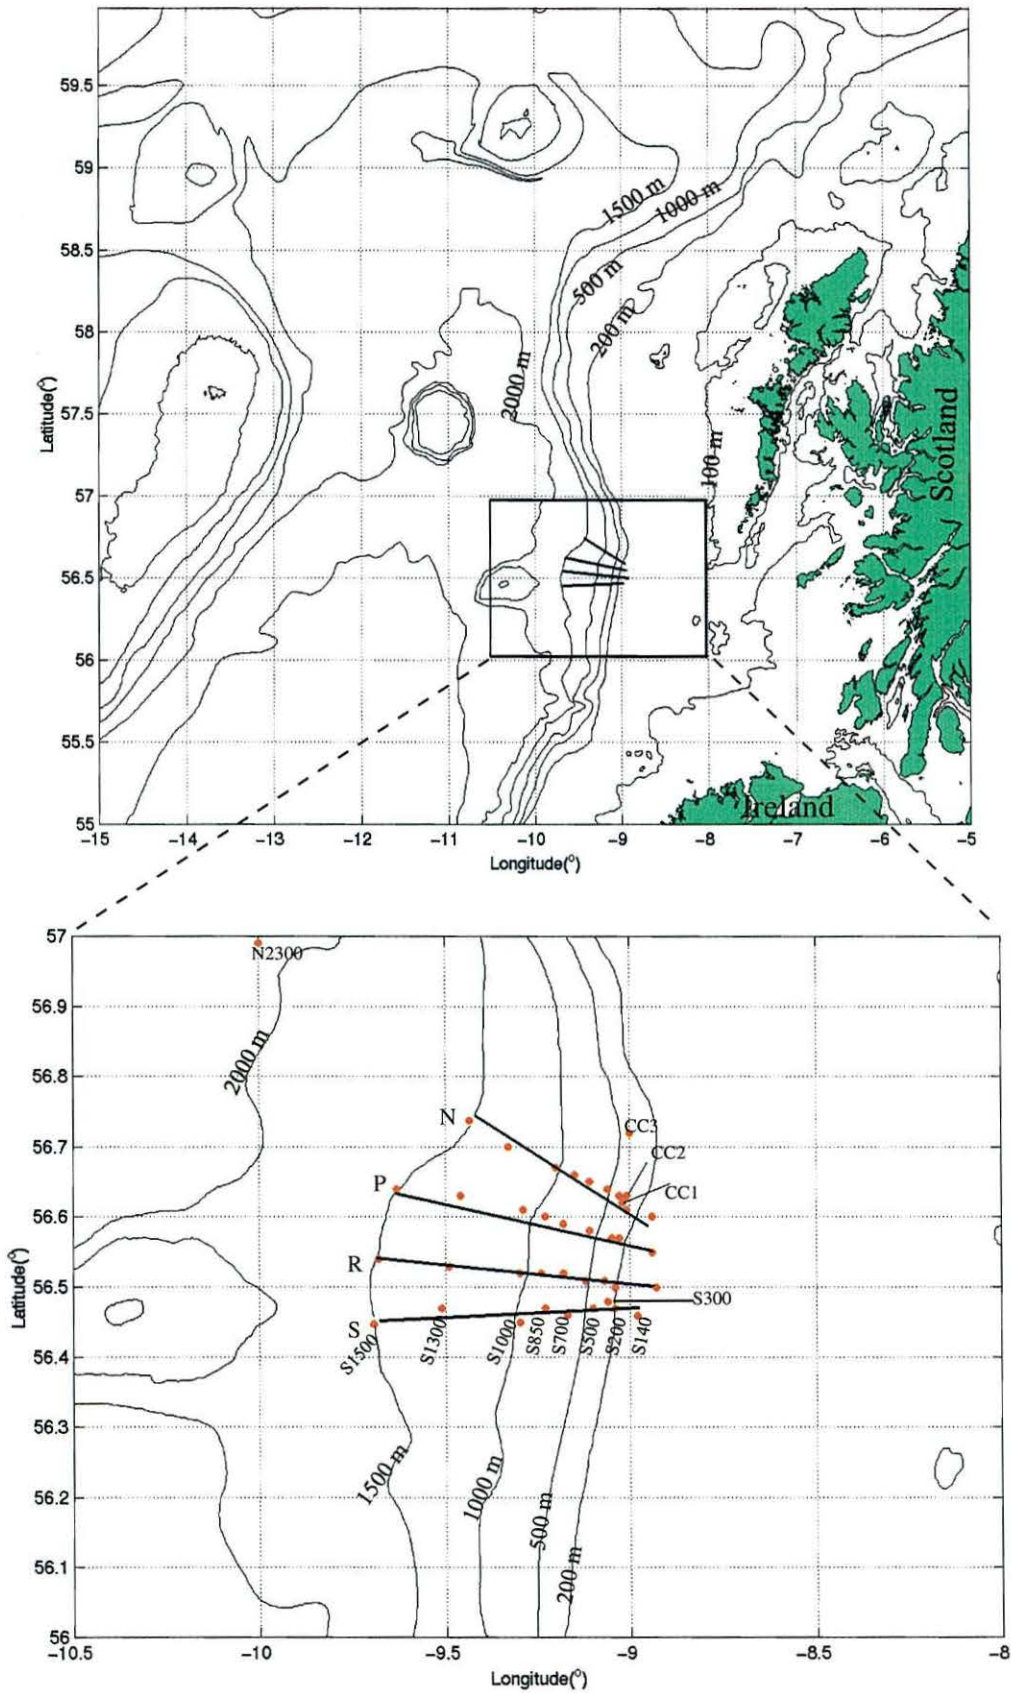 59.5
59
58.5
58
57.5
57
56.5
56
55.5
55
Latitude(°)
-15
-14
-13
-12
-11
-10
-9
-8
-7
-6
-5
Longitude(°)
1500 m
1000 m
500 m
200 m
2000 m
100 m
Scotland
Ireland
57
56.9
56.8
56.7
56.6
56.5
56.4
56.3
56.2
56.1
56
Latitude(°)
-10.5
-10
-9.5
-9
-8.5
-8
Longitude(°)
N2300
2000 m
N
CC3
CC2
CC1
P
R
S300
S
S1500
S1300
S1000
S850
S700
S500
S200
S140
1500 m
1000 m
500 m
200 m